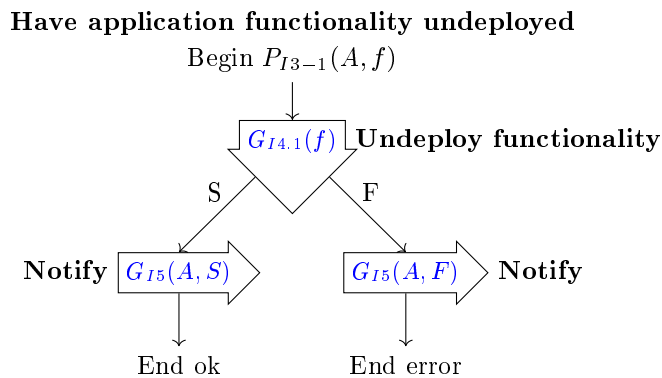 Have application functionality undeployed
Begin P_{I3−1}(A, f)
G_{I4.1}(f) Undeploy functionality
S F
Notify G_{I5}(A, S) G_{I5}(A, F) Notify
End ok End error